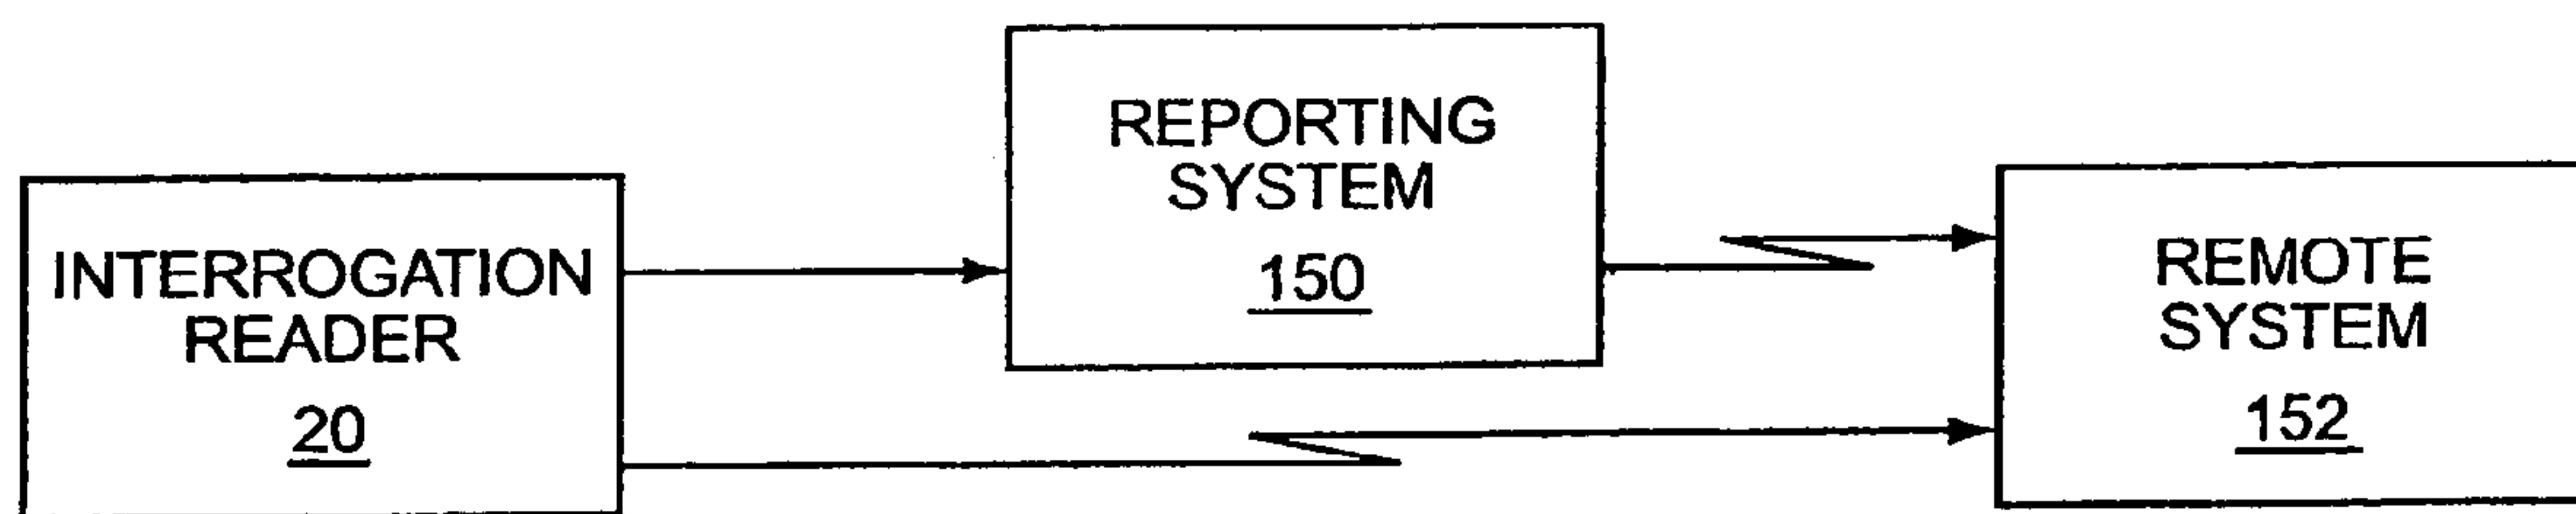 INTERROGATION
READER
20
REPORTING
SYSTEM
150
REMOTE
SYSTEM
152